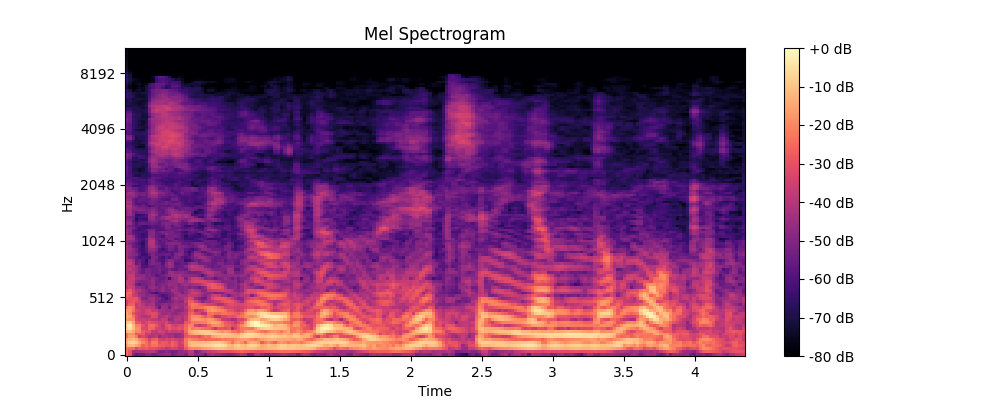 Mel Spectrogram
+0 dB
8192
-10 dB
4096
-20 dB
-30 dB
2048
Hz
-40 dB
1024
-50 dB
-60 dB
512
-70 dB
0
-80 dB
0 0.5 1 1.5 2 2.5 3 3.5 4
Time